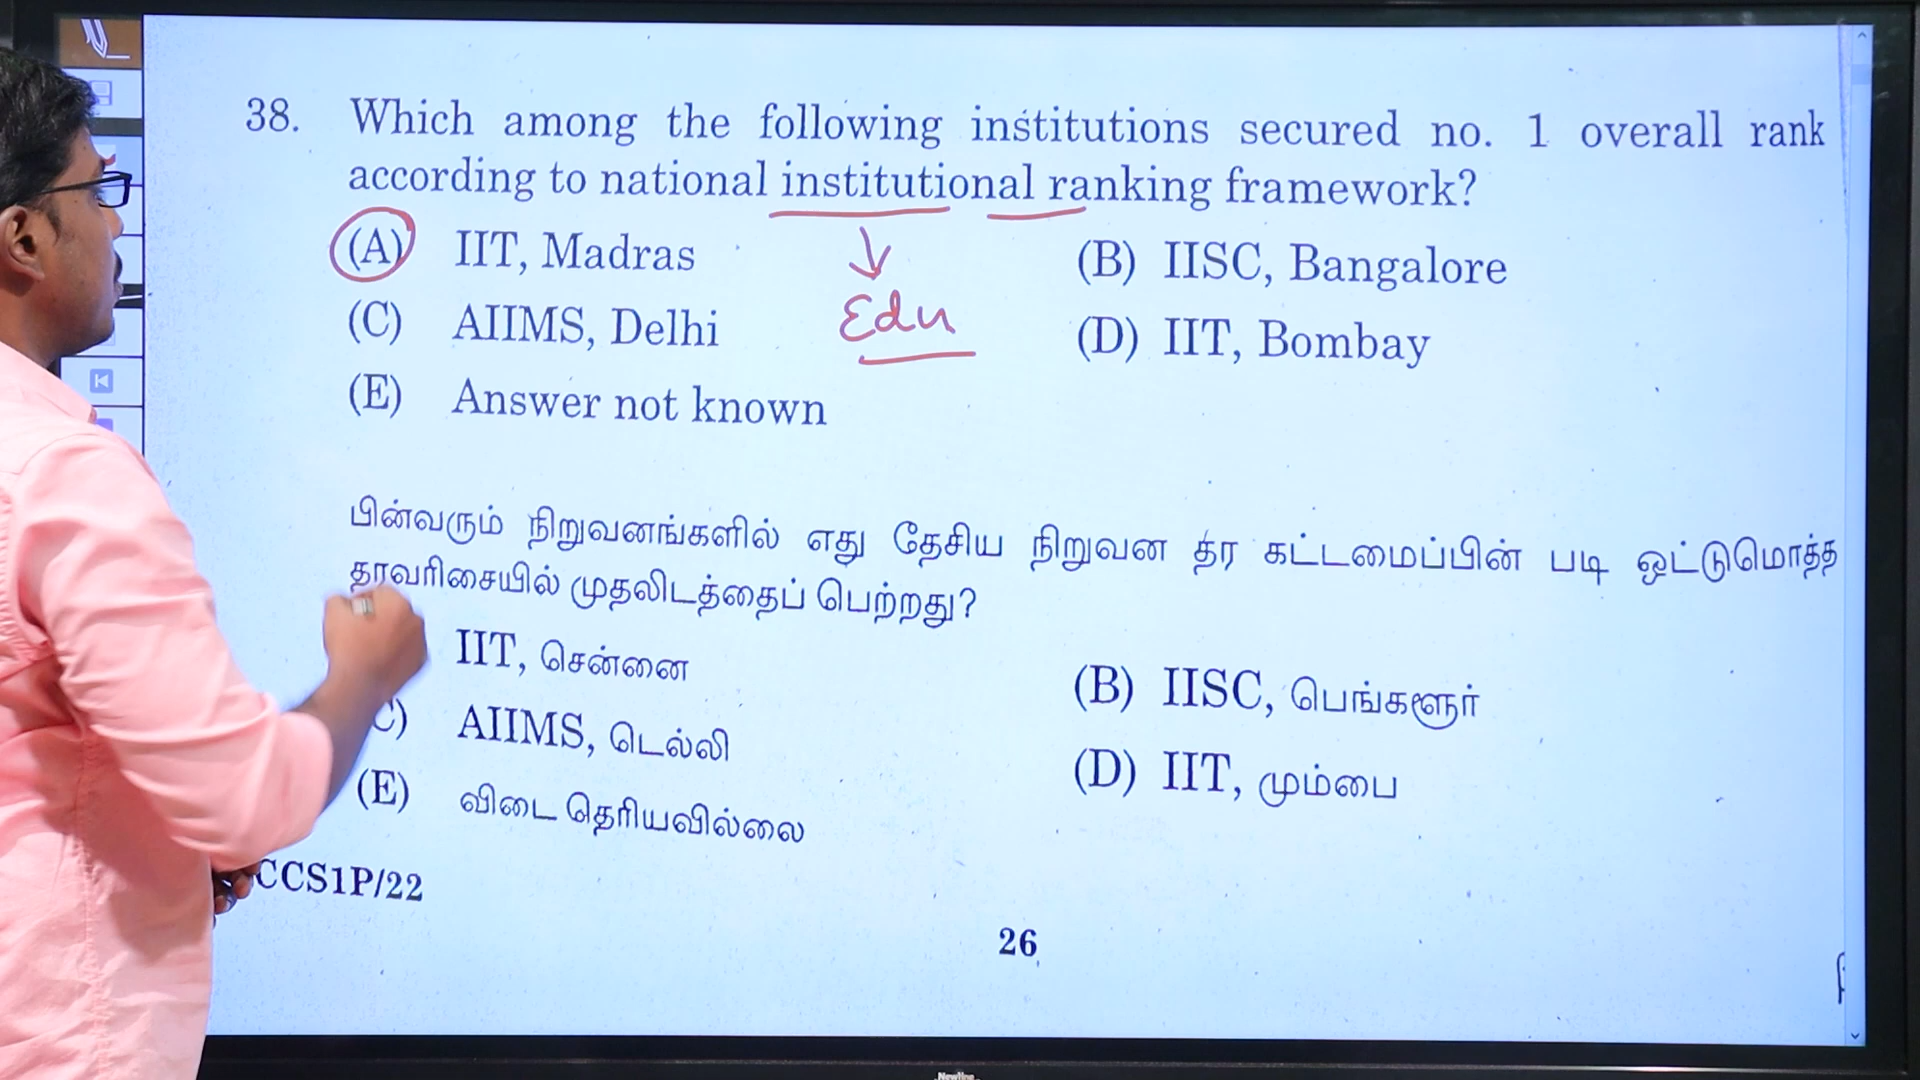 38. Which among the following institutions secured no. 1 overall rank
according to national institutional ranking framework?
(A) IIT, Madras (B) IISC, Bangalore
(C) AIIMS, Delhi (D) IIT, Bombay
Edu
(E) Answer not known
பின்வரும் நிறுவனங்களில் எது தேசிய நிறுவன தர கட்டமைப்பின் படி ஒட்டுமொத்த
தரவரிசையில் முதலிடத்தைப் பெற்றது?
IIT, சென்னை (B) IISC, பெங்களூர்
C) AIIMS, டெல்லி (D) IIT, மும்பை
(E) விடை தெரியவில்லை
CCS1P/22
26
Newline